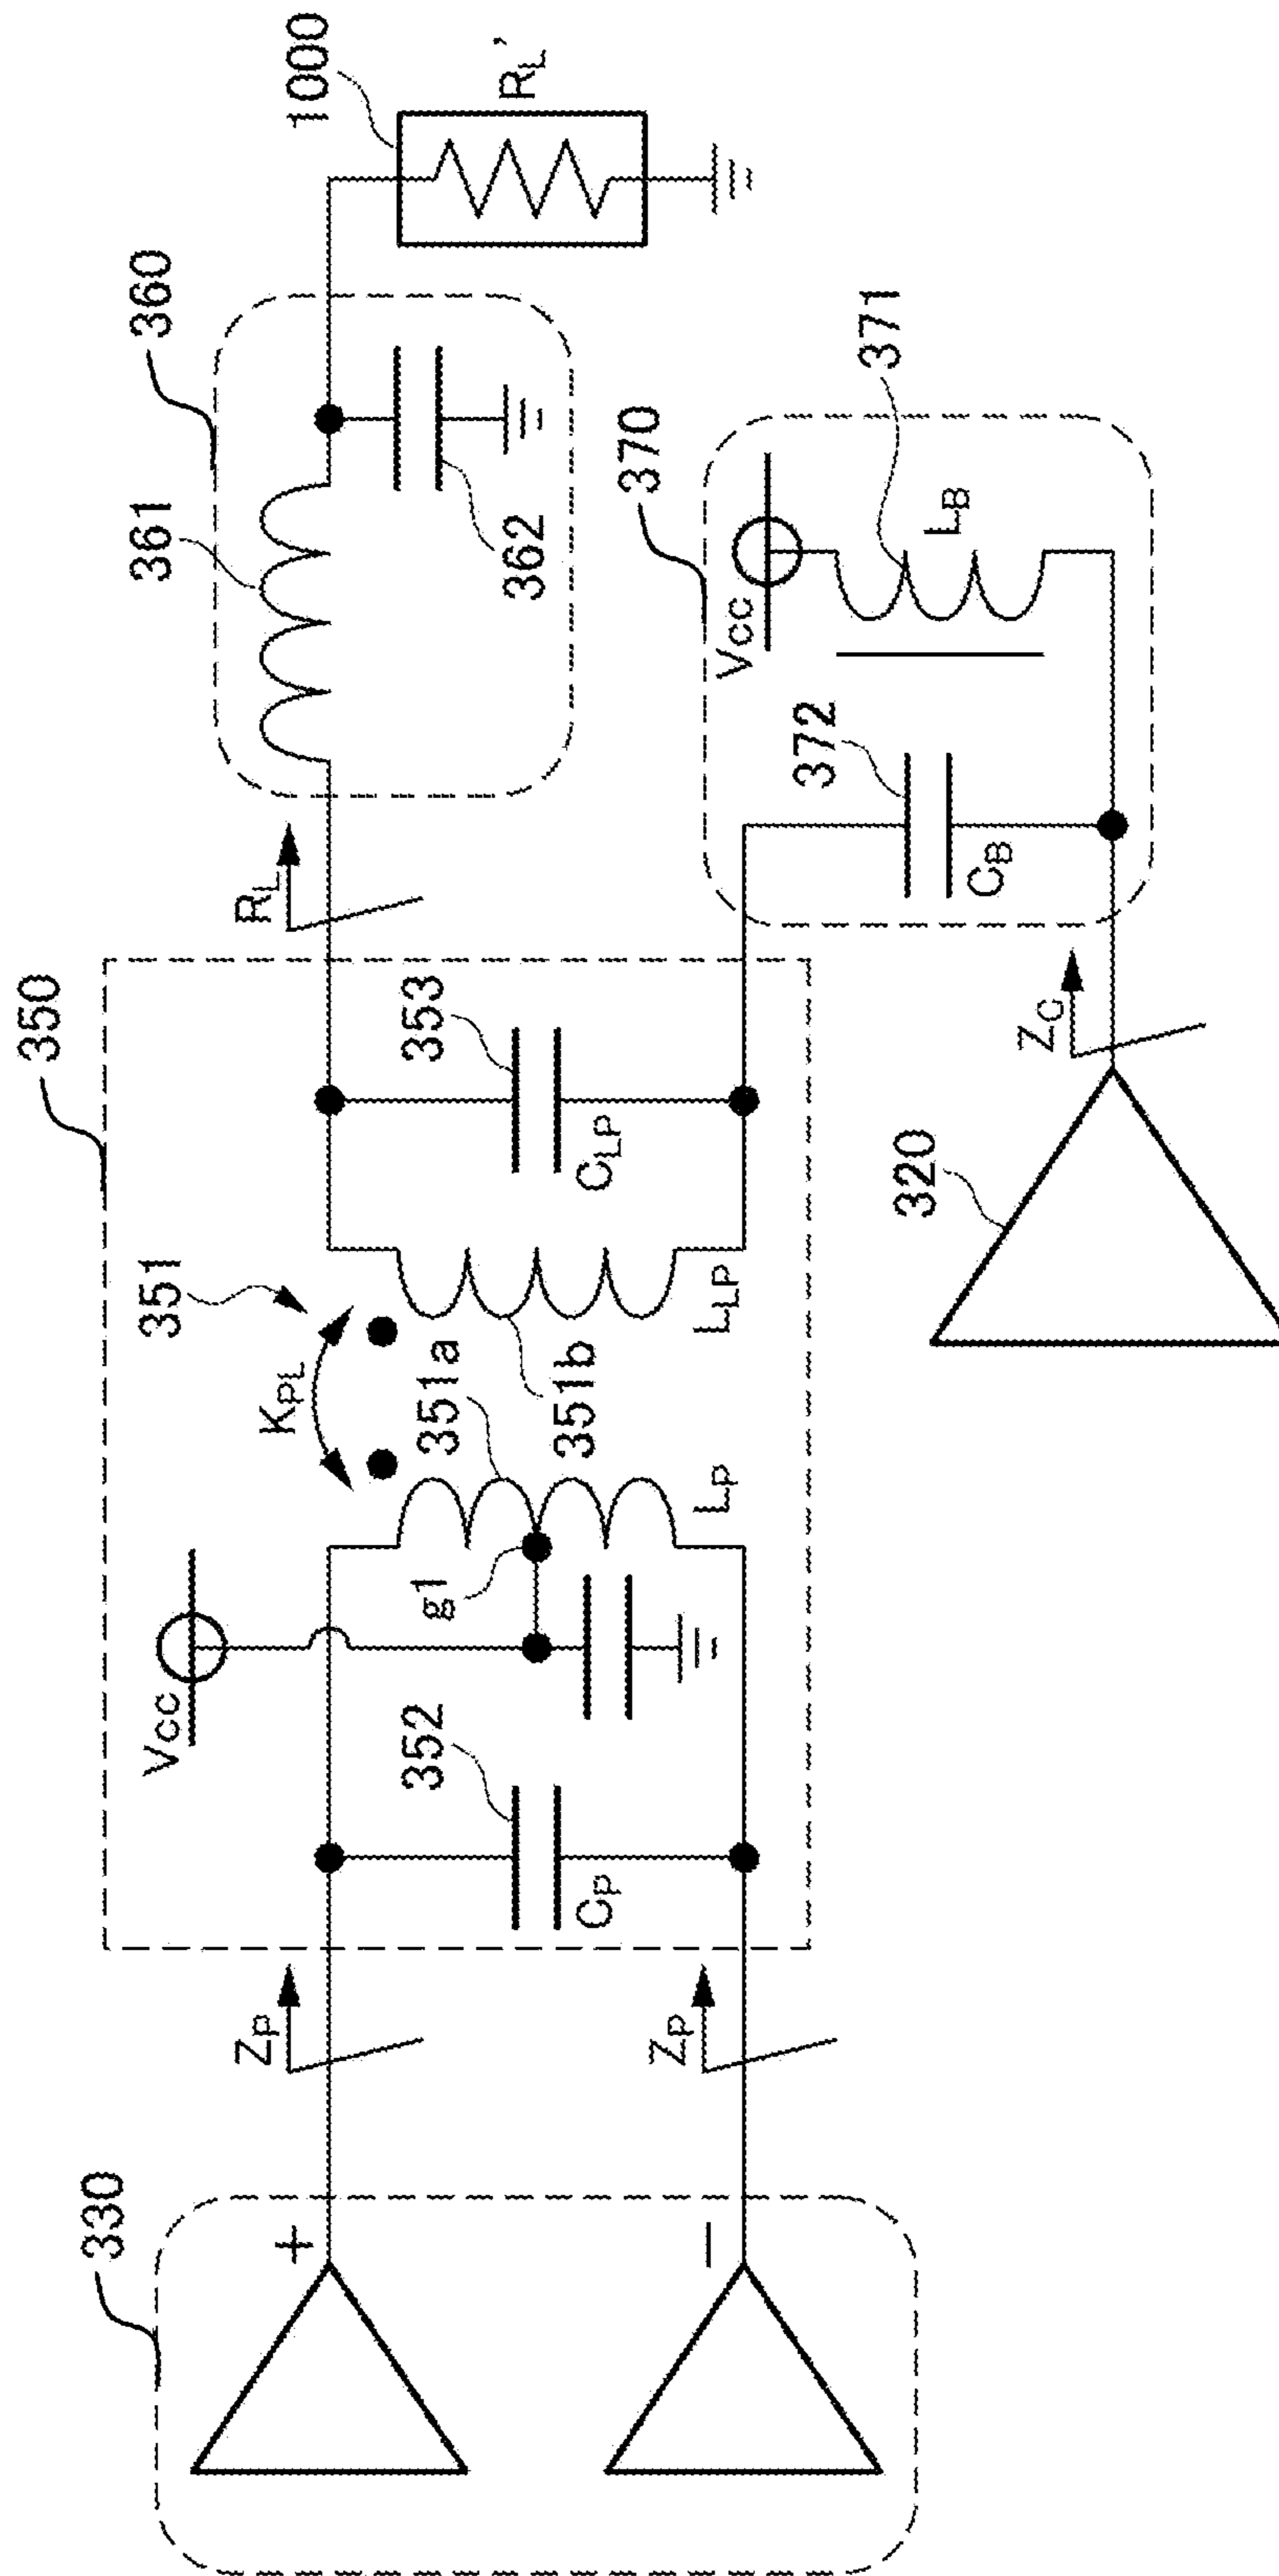 330
+
−
Z_P
Z_P
350
Vcc
352
C_P
g1
K_PL
351
351a
L_P
351b
L_LP
353
C_LP
R_L
360
361
362
1000
R_L'
370
Vcc
371
L_B
372
C_B
Z_C
320